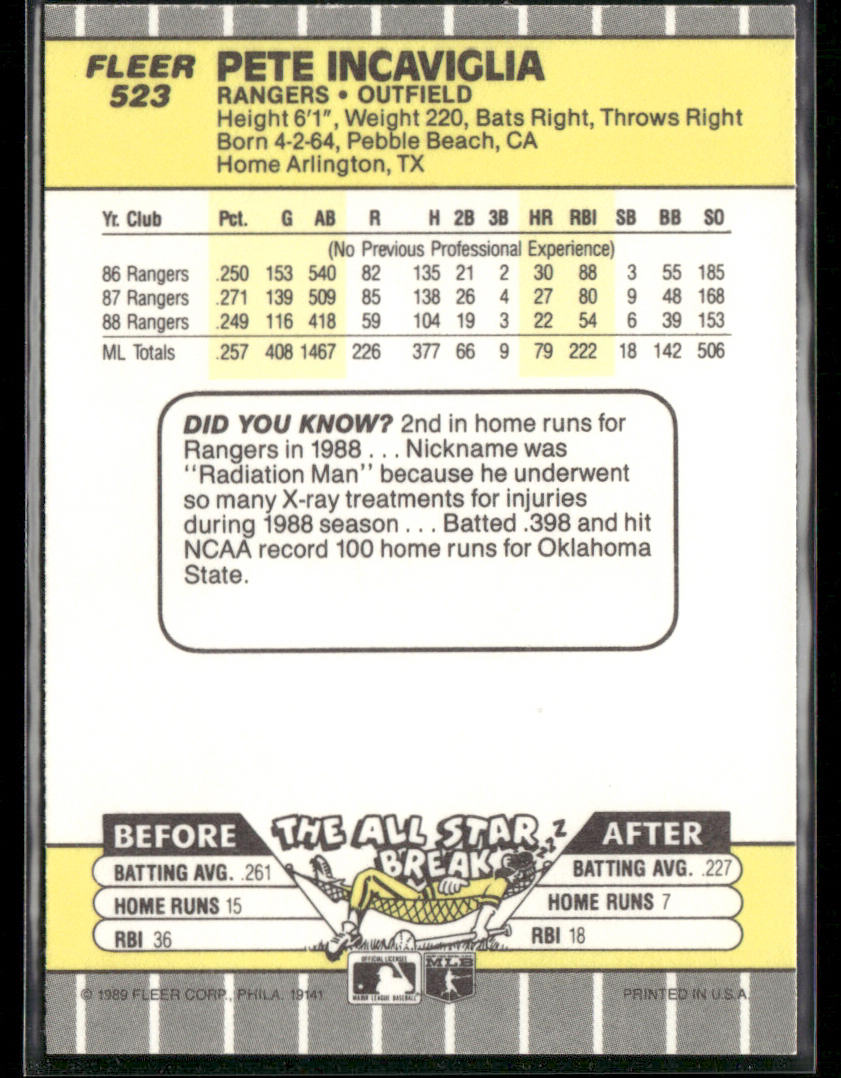 FLEER
523
PETE INCAVIGLIA
RANGERS • OUTFIELD
Height 6'1", Weight 220, Bats Right, Throws Right
Born 4-2-64, Pebble Beach, CA
Home Arlington, TX
Yr. Club Pct. G AB R H 2B 3B HR RBI SB BB SO
(No Previous Professional Experience)
86 Rangers .250 153 540 82 135 21 2 30 88 3 55 185
87 Rangers .271 139 509 85 138 26 4 27 80 9 48 168
88 Rangers .249 116 418 59 104 19 3 22 54 6 39 153
ML Totals .257 408 1467 226 377 66 9 79 222 18 142 506
DID YOU KNOW? 2nd in home runs for
Rangers in 1988 . . . Nickname was
"Radiation Man" because he underwent
so many X-ray treatments for injuries
during 1988 season . . . Batted .398 and hit
NCAA record 100 home runs for Oklahoma
State.
THE ALL STAR
BREAK
Z Z Z
BEFORE
BATTING AVG. .261
HOME RUNS 15
RBI 36
AFTER
BATTING AVG. .227
HOME RUNS 7
RBI 18
OFFICIAL LICENSEE
MAJOR LEAGUE BASEBALL
MLB
© 1989 FLEER CORP., PHILA. 19141
PRINTED IN U.S.A.